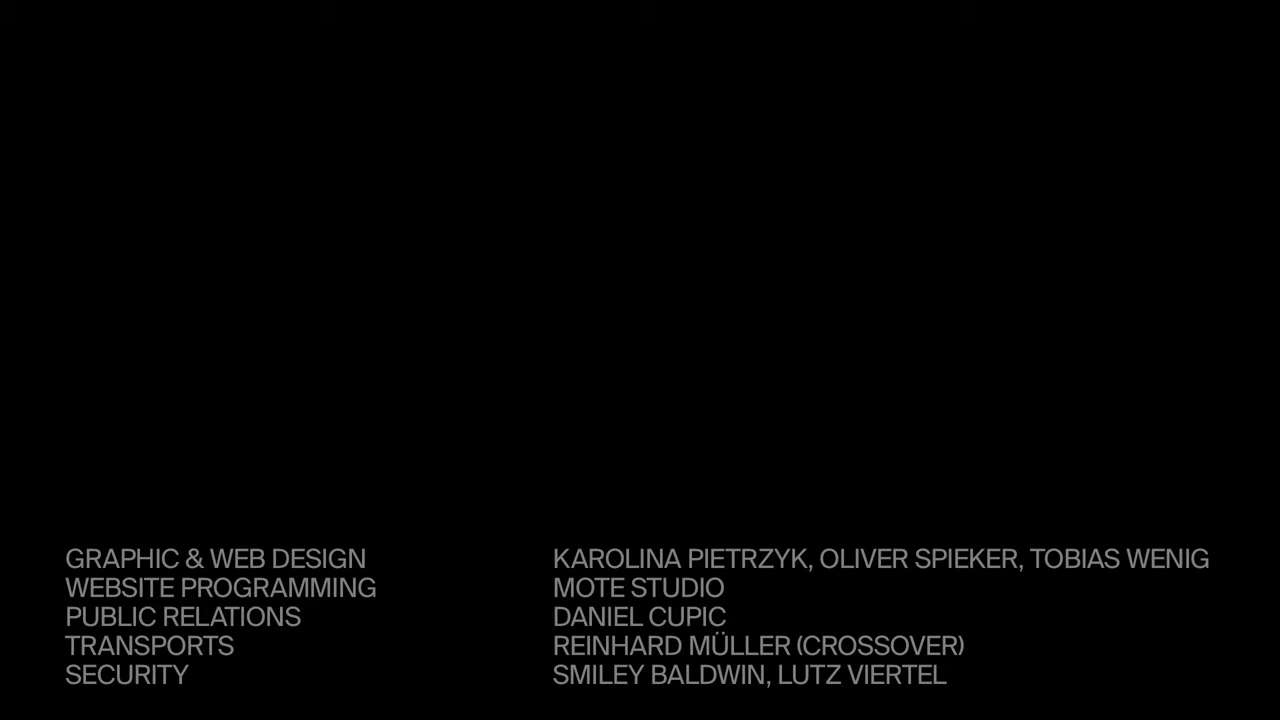 GRAPHIC & WEB DESIGN KAROLINA PIETRZYK, OLIVER SPIEKER, TOBIAS WENIG
WEBSITE PROGRAMMING MOTE STUDIO
PUBLIC RELATIONS DANIEL CUPIC
TRANSPORTS REINHARD MÜLLER (CROSSOVER)
SECURITY SMILEY BALDWIN, LUTZ VIERTEL